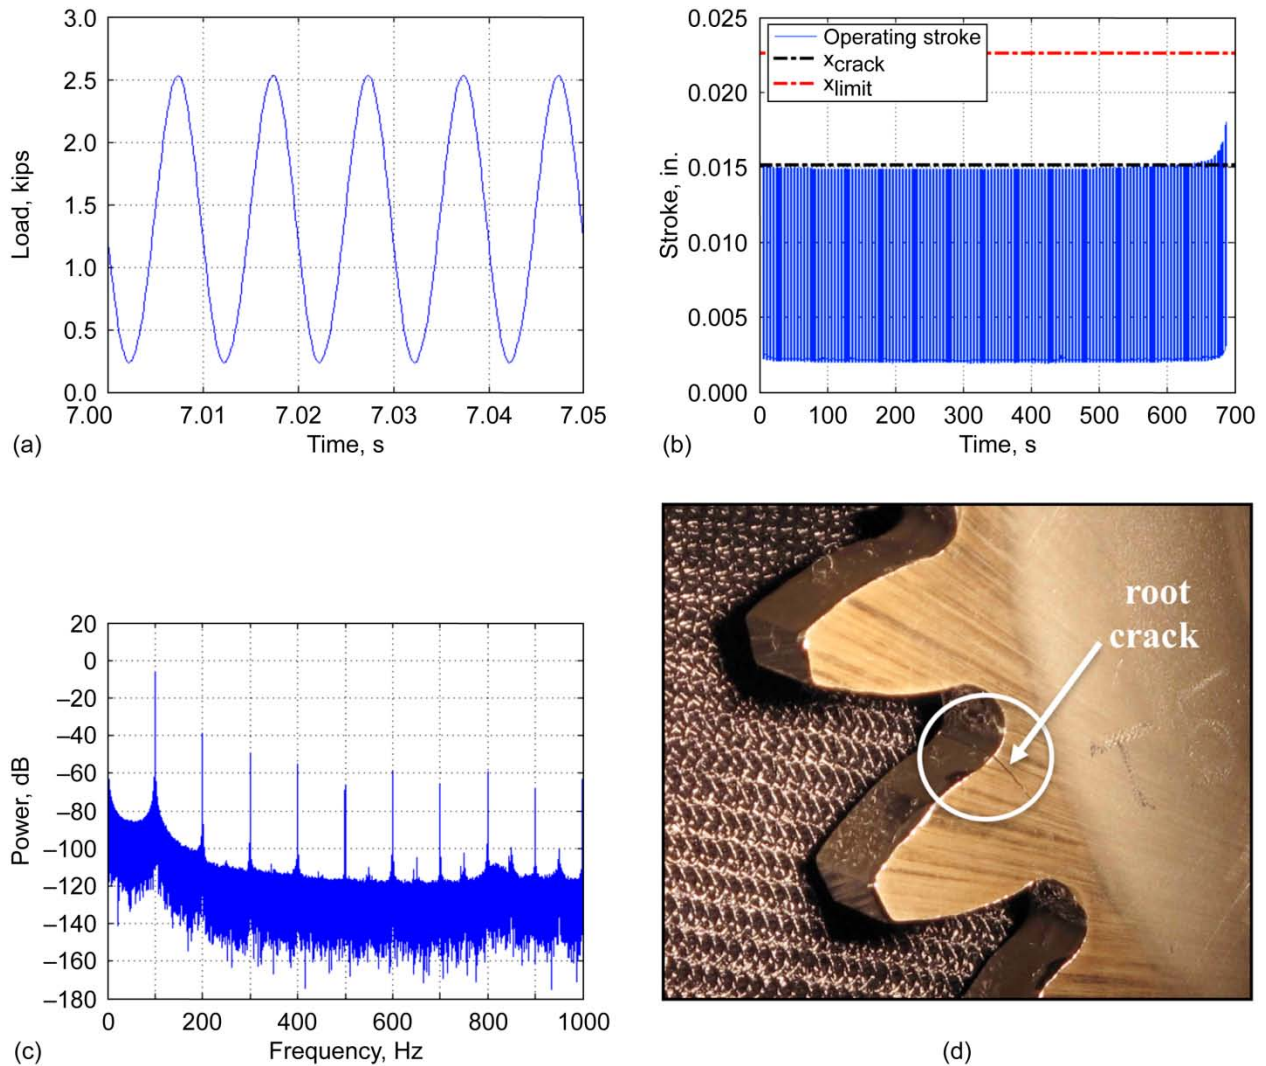 3.0
2.5
2.0
1.5
1.0
0.5
0.0
Load, kips
7.00 7.01 7.02 7.03 7.04 7.05
Time, s
(a)
0.025
0.020
0.015
0.010
0.005
0.000
Stroke, in.
Operating stroke
xcrack
xlimit
0 100 200 300 400 500 600 700
Time, s
(b)
20
0
–20
–40
–60
–80
–100
–120
–140
–160
–180
Power, dB
0 200 400 600 800 1000
Frequency, Hz
(c)
root
crack
(d)